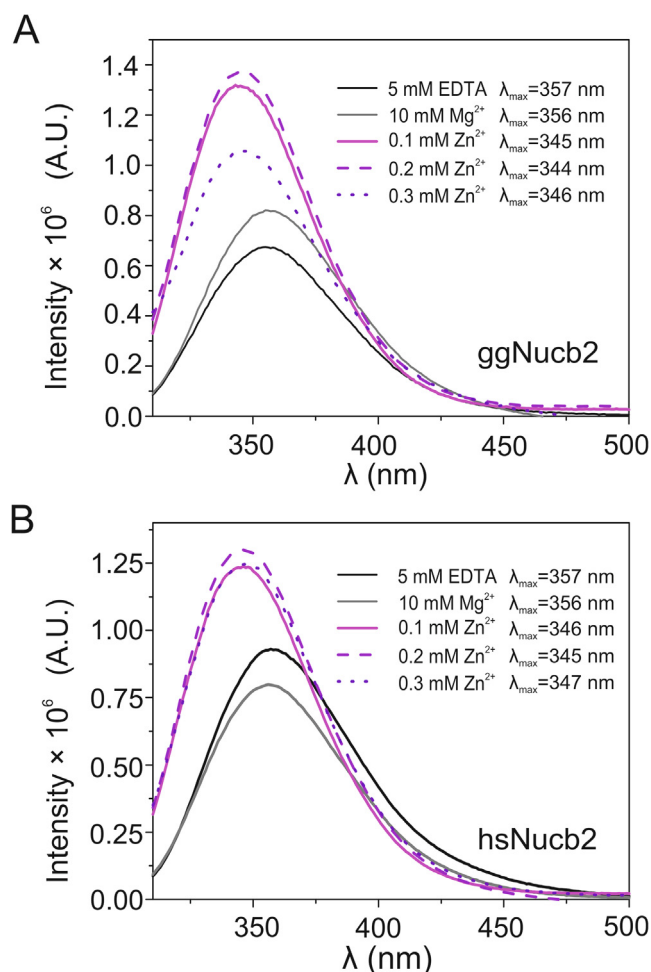 A
Intensity × 10⁶ (A.U.)
1.4
1.2
1.0
0.8
0.6
0.4
0.2
0.0
5 mM EDTA λmax=357 nm
10 mM Mg²⁺ λmax=356 nm
0.1 mM Zn²⁺ λmax=345 nm
0.2 mM Zn²⁺ λmax=344 nm
0.3 mM Zn²⁺ λmax=346 nm
ggNucb2
350 400 450 500
λ (nm)
B
Intensity × 10⁶ (A.U.)
1.25
1.00
0.75
0.50
0.25
0.00
5 mM EDTA λmax=357 nm
10 mM Mg²⁺ λmax=356 nm
0.1 mM Zn²⁺ λmax=346 nm
0.2 mM Zn²⁺ λmax=345 nm
0.3 mM Zn²⁺ λmax=347 nm
hsNucb2
350 400 450 500
λ (nm)